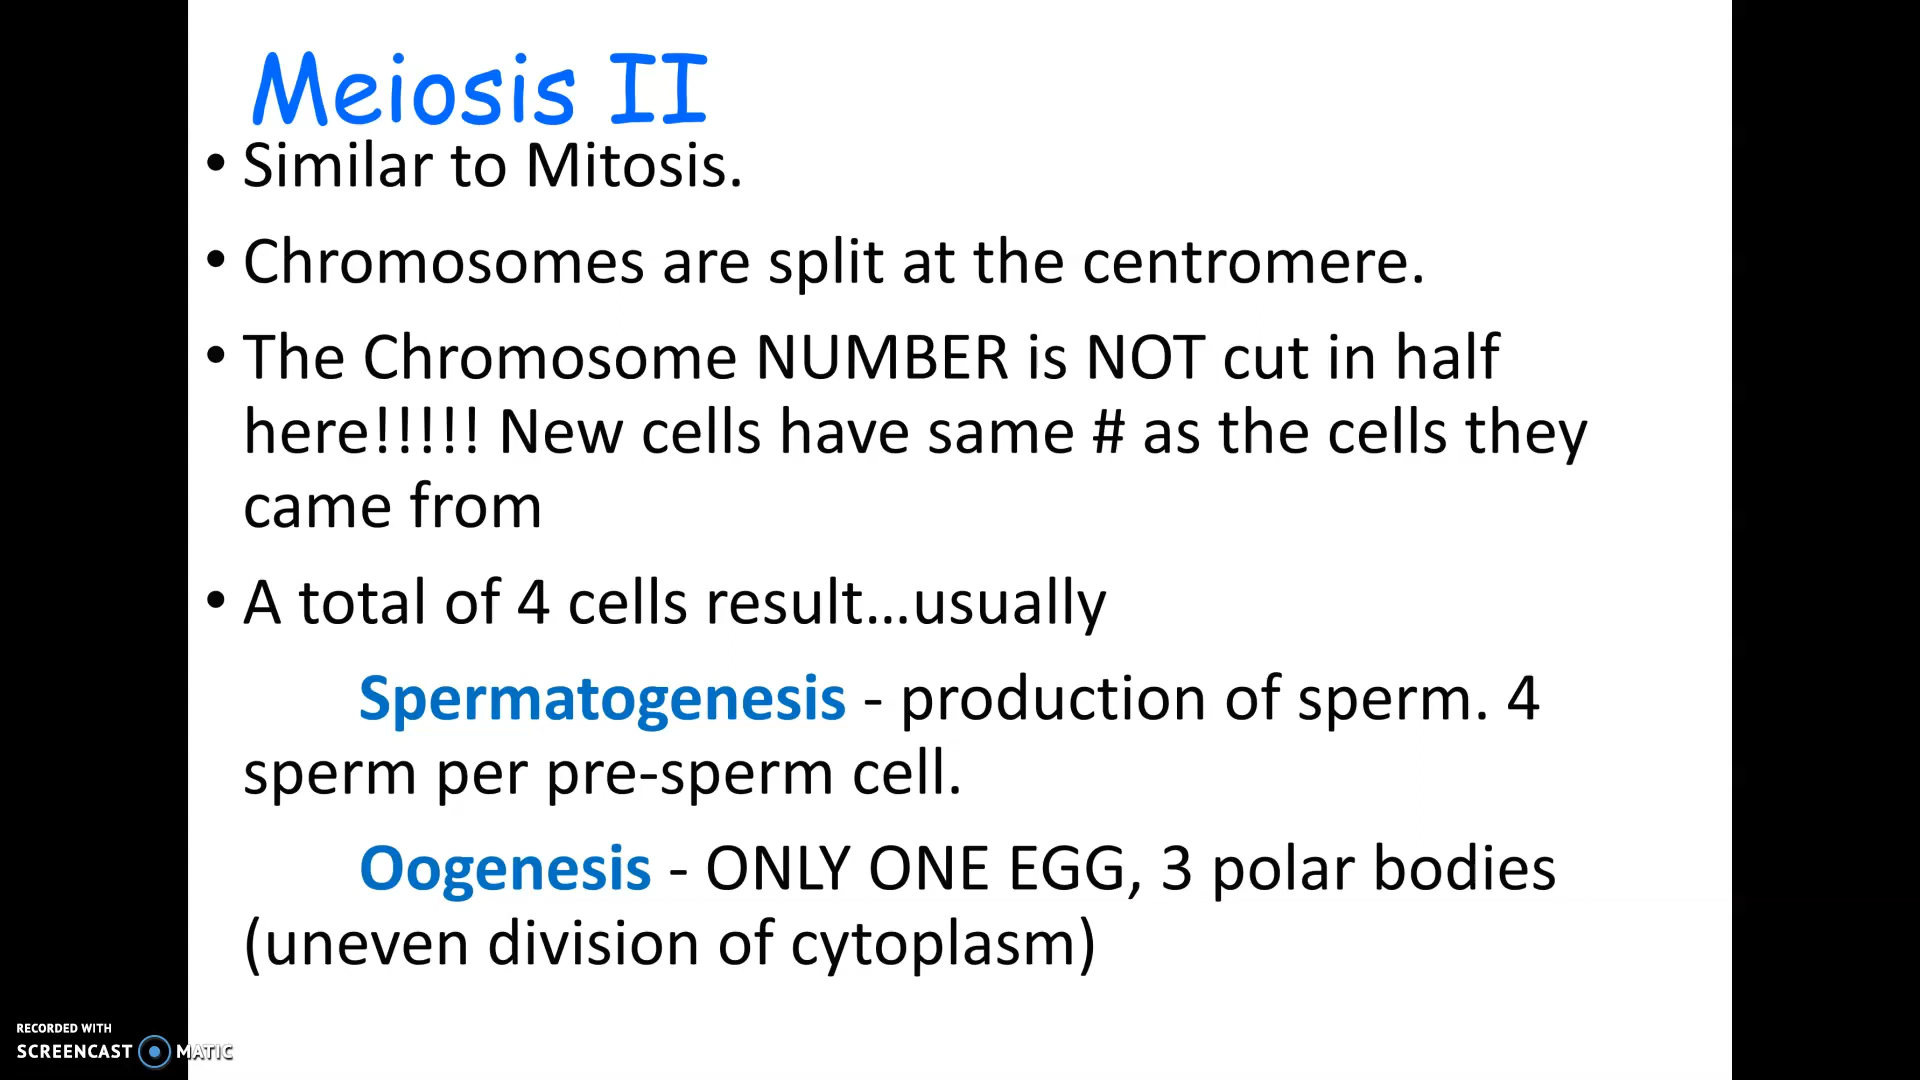 Meiosis II
• Similar to Mitosis.
• Chromosomes are split at the centromere.
• The Chromosome NUMBER is NOT cut in half
here!!!!! New cells have same # as the cells they
came from
• A total of 4 cells result...usually
Spermatogenesis - production of sperm. 4
sperm per pre-sperm cell.
Oogenesis - ONLY ONE EGG, 3 polar bodies
(uneven division of cytoplasm)
RECORDED WITH
SCREENCAST MATIC